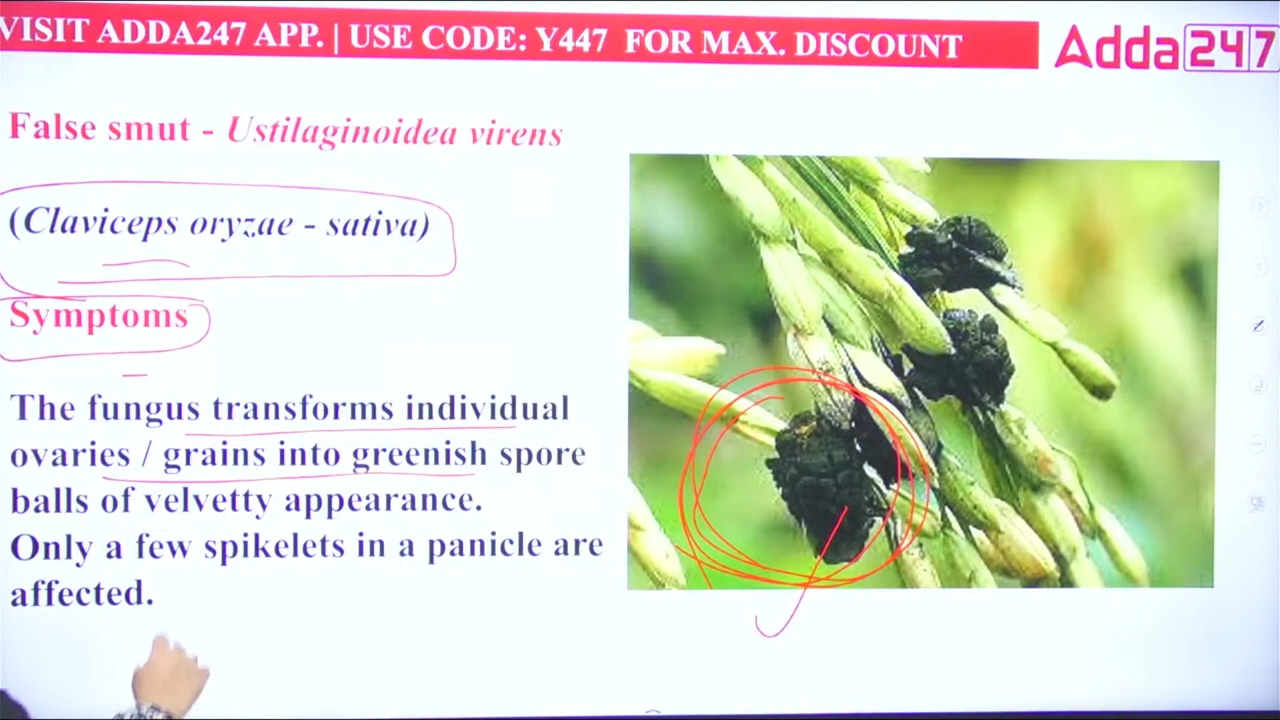 VISIT ADDA247 APP. | USE CODE: Y447 FOR MAX. DISCOUNT
Adda247
False smut - Ustilaginoidea virens
(Claviceps oryzae - sativa)
Symptoms
The fungus transforms individual
ovaries / grains into greenish spore
balls of velvetty appearance.
Only a few spikelets in a panicle are
affected.